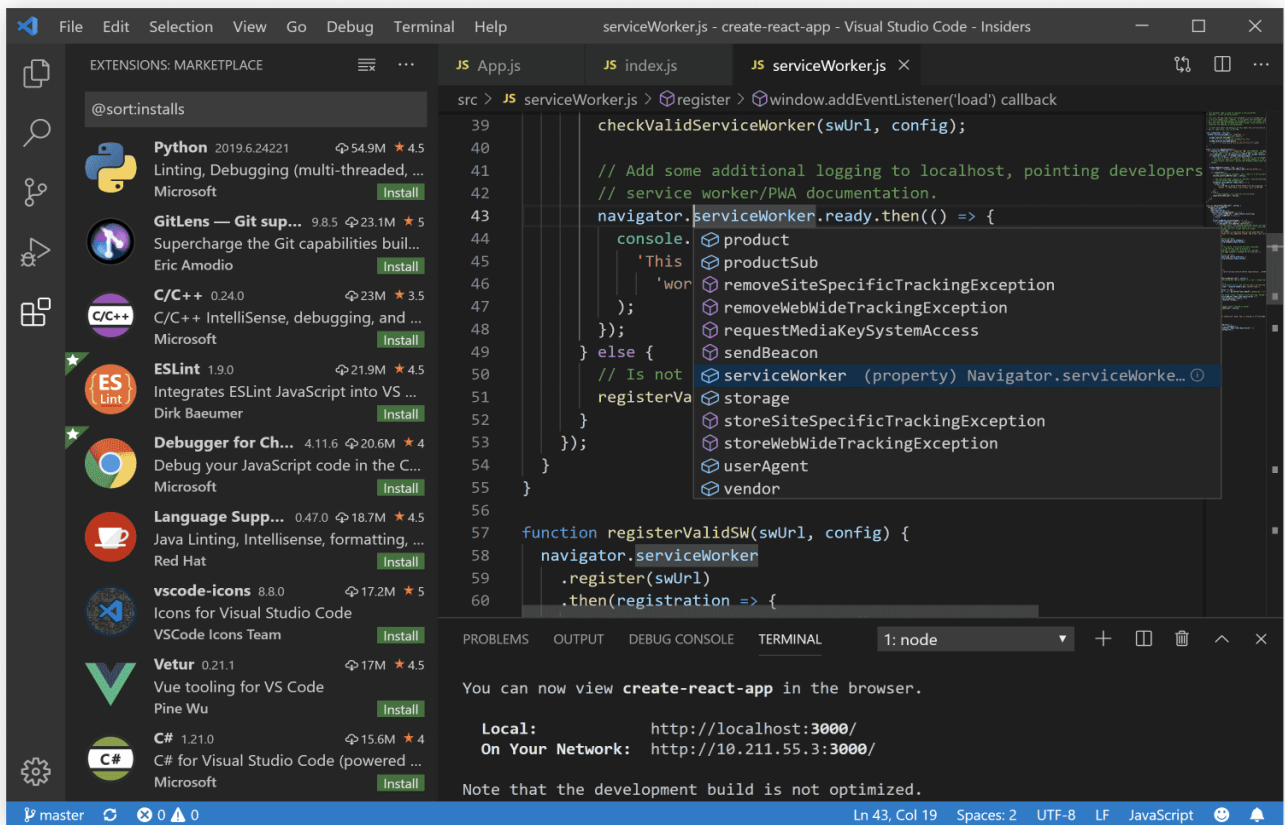 File Edit Selection View Go Debug Terminal Help serviceWorker.js - create-react-app - Visual Studio Code - Insiders
EXTENSIONS: MARKETPLACE
@sort:installs
Python 2019.6.24221 54.9M 4.5
Linting, Debugging (multi-threaded, ...
Microsoft Install
GitLens — Git sup... 9.8.5 23.1M 5
Supercharge the Git capabilities buil...
Eric Amodio Install
C/C++
C/C++ 0.24.0 23M 3.5
C/C++ IntelliSense, debugging, and ...
Microsoft Install
ES
Lint
ESLint 1.9.0 21.9M 4.5
Integrates ESLint JavaScript into VS ...
Dirk Baeumer Install
Debugger for Ch... 4.11.6 20.6M 4
Debug your JavaScript code in the C...
Microsoft Install
Language Supp... 0.47.0 18.7M 4.5
Java Linting, Intellisense, formatting, ...
Red Hat Install
vscode-icons 8.8.0 17.2M 5
Icons for Visual Studio Code
VSCode Icons Team Install
Vetur 0.21.1 17M 4.5
Vue tooling for VS Code
Pine Wu Install
C#
C# 1.21.0 15.6M 4
C# for Visual Studio Code (powered ...
Microsoft Install
JS App.js JS index.js JS serviceWorker.js
src > JS serviceWorker.js > register > window.addEventListener('load') callback
39 checkValidServiceWorker(swUrl, config);
40
41 // Add some additional logging to localhost, pointing developers
42 // service worker/PWA documentation.
43 navigator.serviceWorker.ready.then(() => {
44 console.
45 'This
46 'wor
47 );
48 });
49 } else {
50 // Is not
51 registerVa
52 }
53 });
54 }
55 }
56
57 function registerValidSW(swUrl, config) {
58 navigator.serviceWorker
59 .register(swUrl)
60 .then(registration => {
product
productSub
removeSiteSpecificTrackingException
removeWebWideTrackingException
requestMediaKeySystemAccess
sendBeacon
serviceWorker (property) Navigator.serviceWorke...
storage
storeSiteSpecificTrackingException
storeWebWideTrackingException
userAgent
vendor
PROBLEMS OUTPUT DEBUG CONSOLE TERMINAL 1: node
You can now view create-react-app in the browser.
Local: http://localhost:3000/
On Your Network: http://10.211.55.3:3000/
Note that the development build is not optimized.
master 0 0 Ln 43, Col 19 Spaces: 2 UTF-8 LF JavaScript